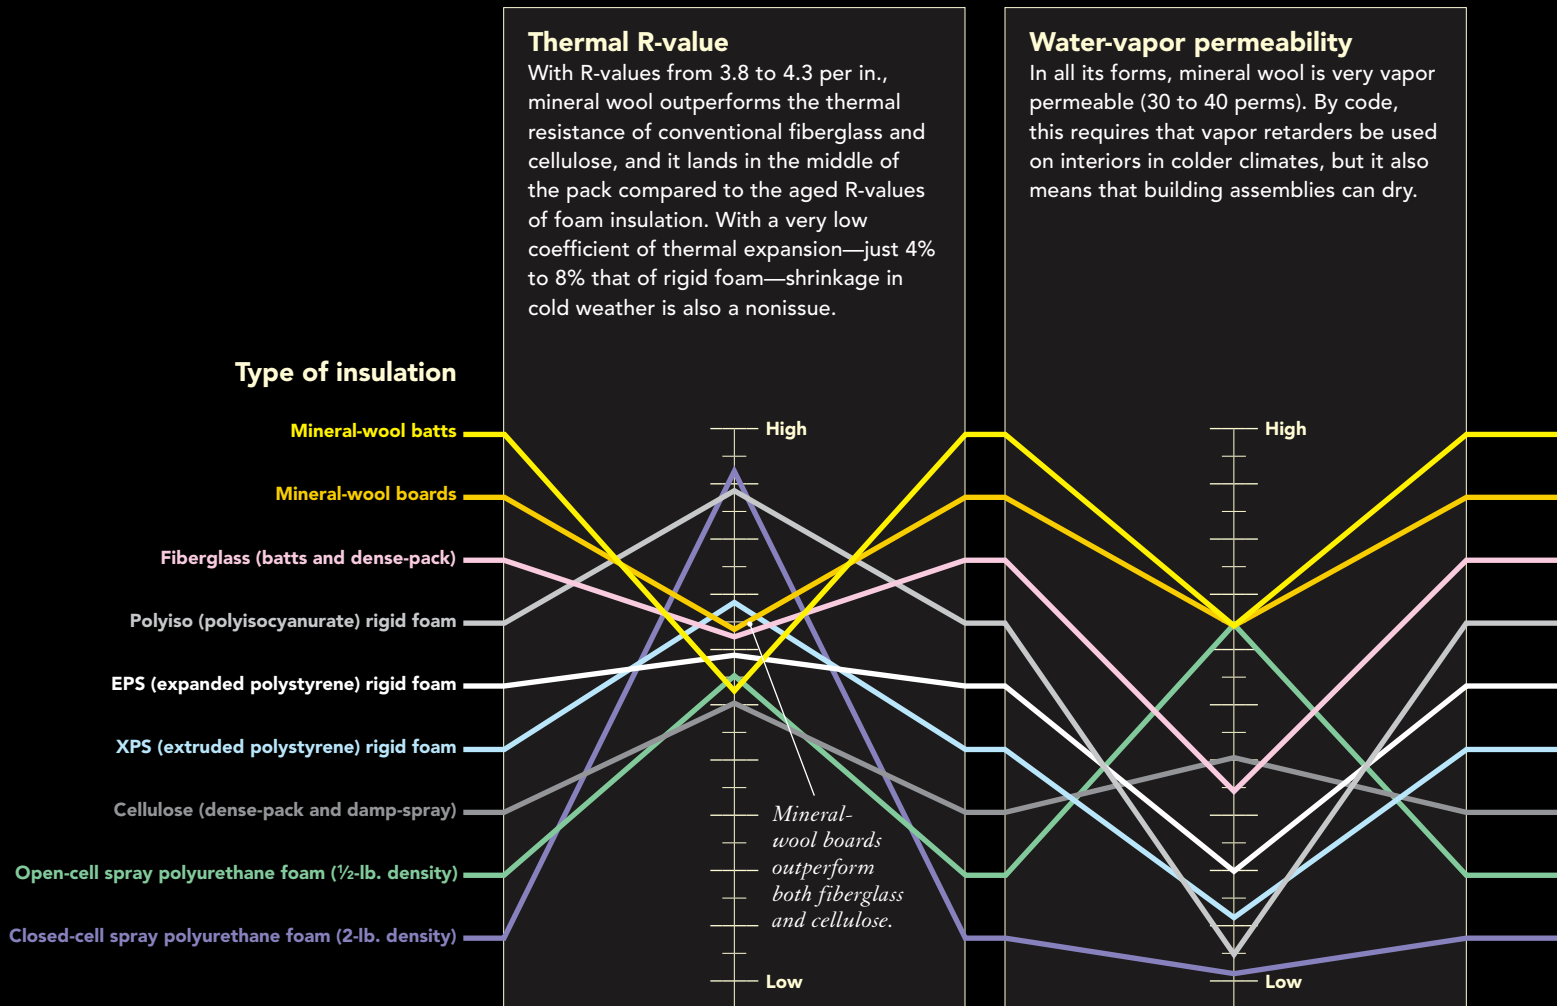 Thermal R-value
With R-values from 3.8 to 4.3 per in.,
mineral wool outperforms the thermal
resistance of conventional fiberglass and
cellulose, and it lands in the middle of
the pack compared to the aged R-values
of foam insulation. With a very low
coefficient of thermal expansion—just 4%
to 8% that of rigid foam—shrinkage in
cold weather is also a nonissue.
Water-vapor permeability
In all its forms, mineral wool is very vapor
permeable (30 to 40 perms). By code,
this requires that vapor retarders be used
on interiors in colder climates, but it also
means that building assemblies can dry.
Type of insulation
Mineral-wool batts
Mineral-wool boards
Fiberglass (batts and dense-pack)
Polyiso (polyisocyanurate) rigid foam
EPS (expanded polystyrene) rigid foam
XPS (extruded polystyrene) rigid foam
Cellulose (dense-pack and damp-spray)
Open-cell spray polyurethane foam (½-lb. density)
Closed-cell spray polyurethane foam (2-lb. density)
High
Mineral-
wool boards
outperform
both fiberglass
and cellulose.
Low
High
Low